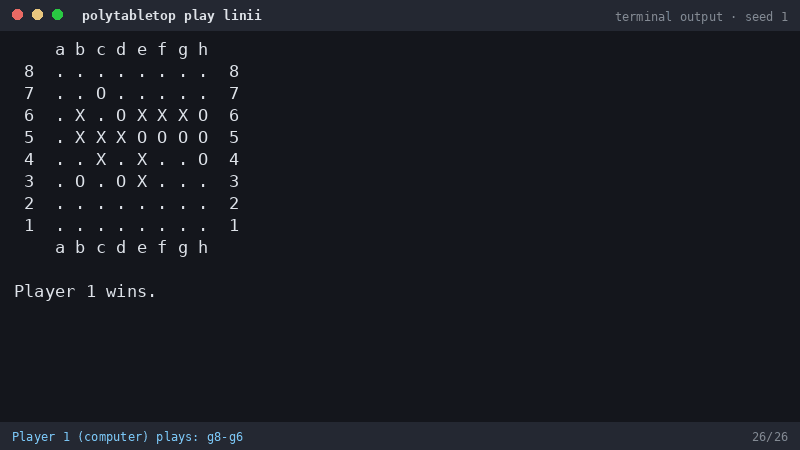 polytabletop play linii
terminal output · seed 1
a b c d e f g h
8 . . . . . . . . 8
7 . . O . . . . . 7
6 . X . O X X X O 6
5 . X X X O O O O 5
4 . . X . X . . O 4
3 . O . O X . . . 3
2 . . . . . . . . 2
1 . . . . . . . . 1
a b c d e f g h
Player 1 wins.
Player 1 (computer) plays: g8-g6
26/26